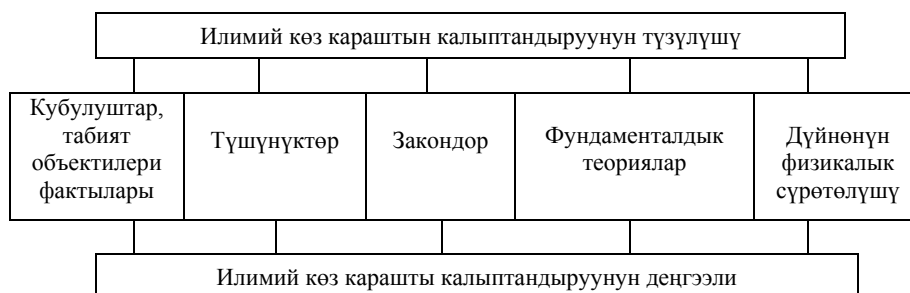 Илимий көз караштын калыптандыруунун түзүлүшү
Кубулуштар,
табият
объектилери
фактылары
Түшүнүктөр
Закондор
Фундаменталдык
теориялар
Дүйнөнүн
физикалык
сүрөтөлүшү
Илимий көз карашты калыптандыруунун деңгээли